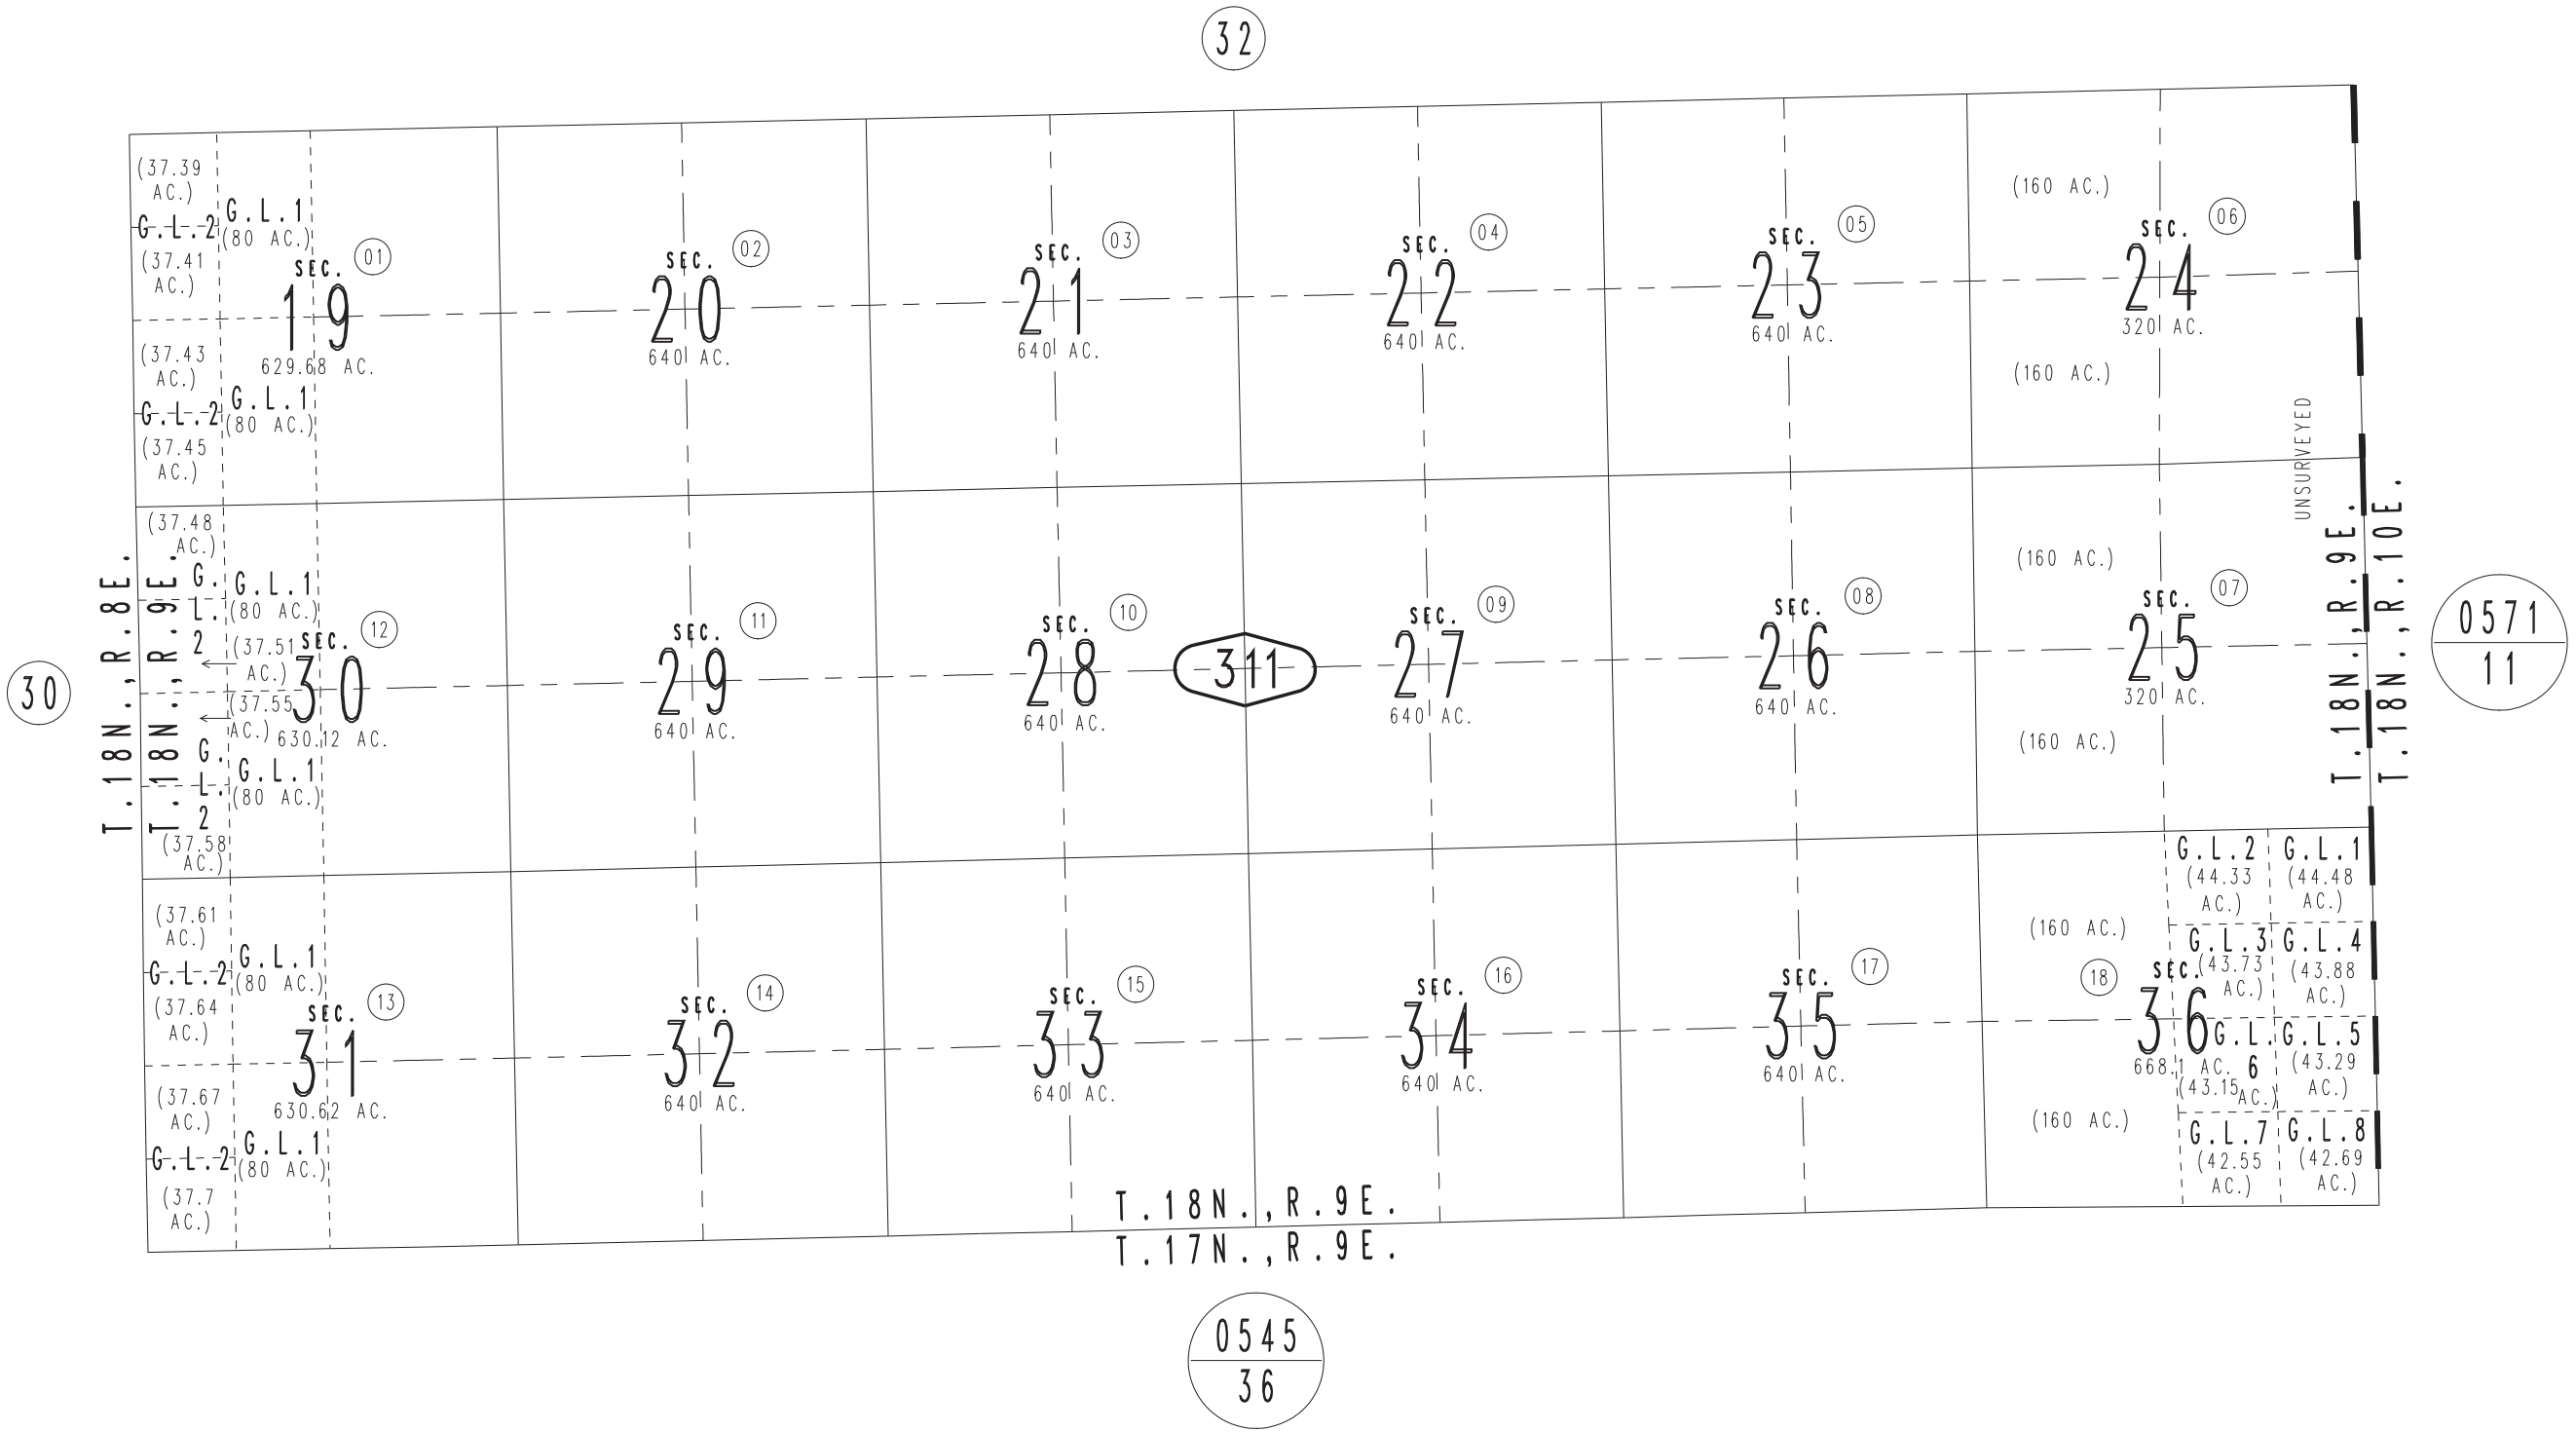 32
(37.39
AC.)
G.L.2
(37.41
AC.)
G.L.1
(80 AC.)
SEC. 01
19
629.68 AC.
(37.43
AC.)
G.L.2
(37.45
AC.)
G.L.1
(80 AC.)
SEC. 02
20
640 AC.
SEC. 03
21
640 AC.
SEC. 04
22
640 AC.
SEC. 05
23
640 AC.
(160 AC.)
SEC. 06
24
320 AC.
(160 AC.)
UNSURVEYED
30
T.18N.,R.8E.
T.18N.,R.9E.
(37.48
AC.)
G.
L.
2
G.L.1
(80 AC.)
(37.51
AC.)
SEC. 12
30
630.12 AC.
(37.55
AC.)
G.
L.
2
(37.58
AC.)
G.L.1
(80 AC.)
SEC. 11
29
640 AC.
SEC. 10
28
640 AC.
311
SEC. 09
27
640 AC.
SEC. 08
26
640 AC.
(160 AC.)
SEC. 07
25
320 AC.
(160 AC.)
T.18N.,R.9E.
T.18N.,R.10E.
0571
11
(37.61
AC.)
G.L.2
(37.64
AC.)
G.L.1
(80 AC.)
SEC. 13
31
630.62 AC.
(37.67
AC.)
G.L.2
(37.7
AC.)
G.L.1
(80 AC.)
SEC. 14
32
640 AC.
SEC. 15
33
640 AC.
SEC. 16
34
640 AC.
SEC. 17
35
640 AC.
(160 AC.)
18 SEC.
36
668.1 AC.
(160 AC.)
G.L.2
(44.33
AC.)
G.L.1
(44.48
AC.)
G.L.3
(43.73
AC.)
G.L.4
(43.88
AC.)
G.L.
6
(43.15
AC.)
G.L.5
(43.29
AC.)
G.L.7
(42.55
AC.)
G.L.8
(42.69
AC.)
T.18N.,R.9E.
T.17N.,R.9E.
0545
36